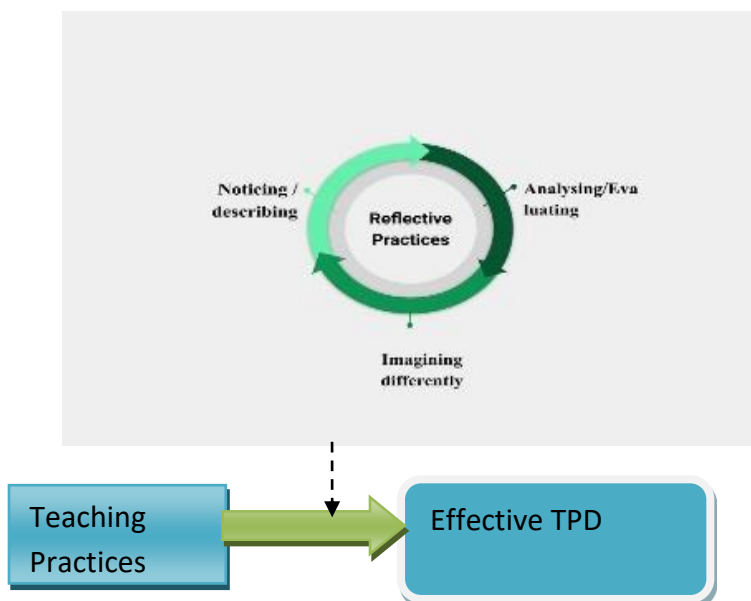 Noticing /
describing
Analysing/Eva
luating
Reflective
Practices
Imagining
differently
Teaching
Practices
Effective TPD